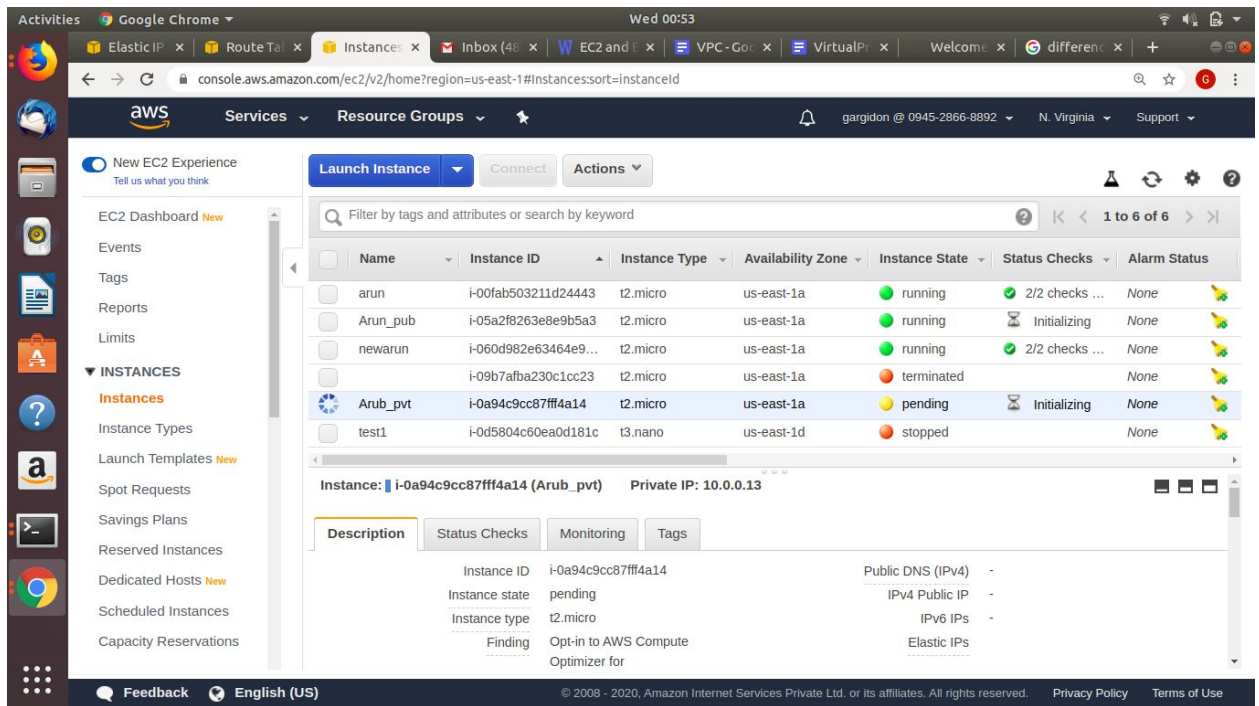 Activities Google Chrome Wed 00:53
Elastic IP Route Tal Instances Inbox (48 EC2 and E VPC - Goo VirtualPr Welcome differenc
console.aws.amazon.com/ec2/v2/home?region=us-east-1#Instances:sort=instanceId G
aws Services Resource Groups gargidon @ 0945-2866-8892 N. Virginia Support
New EC2 Experience
Tell us what you think
EC2 Dashboard New
Events
Tags
Reports
Limits
INSTANCES
Instances
Instance Types
Launch Templates New
Spot Requests
Savings Plans
Reserved Instances
Dedicated Hosts New
Scheduled Instances
Capacity Reservations
Launch Instance Connect Actions
Filter by tags and attributes or search by keyword 1 to 6 of 6
Name Instance ID Instance Type Availability Zone Instance State Status Checks Alarm Status
arun i-00fab503211d24443 t2.micro us-east-1a running 2/2 checks ... None
Arun_pub i-05a2f8263e8e9b5a3 t2.micro us-east-1a running Initializing None
newarun i-060d982e63464e9... t2.micro us-east-1a running 2/2 checks ... None
i-09b7afba230c1cc23 t2.micro us-east-1a terminated None
Arub_pvt i-0a94c9cc87fff4a14 t2.micro us-east-1a pending Initializing None
test1 i-0d5804c60ea0d181c t3.nano us-east-1d stopped None
Instance: i-0a94c9cc87fff4a14 (Arub_pvt) Private IP: 10.0.0.13
Description Status Checks Monitoring Tags
Instance ID i-0a94c9cc87fff4a14 Public DNS (IPv4) -
Instance state pending IPv4 Public IP -
Instance type t2.micro IPv6 IPs -
Finding Opt-in to AWS Compute Elastic IPs
Optimizer for
Feedback English (US) © 2008 - 2020, Amazon Internet Services Private Ltd. or its affiliates. All rights reserved. Privacy Policy Terms of Use